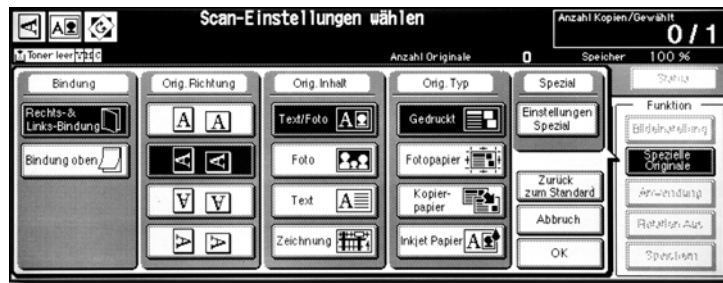 Scan-Einstellungen wählen
Anzahl Kopien/Gewählt
0 / 1
Toner leer
Anzahl Originale
0
Speicher
100 %
Bindung
Orig. Richtung
Orig. Inhalt
Orig. Typ
Spezial
Status
Rechts-&
Links-Bindung
Text/Foto
Gedruckt
Einstellungen
Spezial
Funktion
Bildeinstellung
Bindung oben
Foto
Fotopapier
Spezielle
Originale
Text
Kopier-
papier
Zurück
zum Standard
Anwendung
Abbruch
Rotation Aus
Zeichnung
Inkjet Papier
OK
Speichern